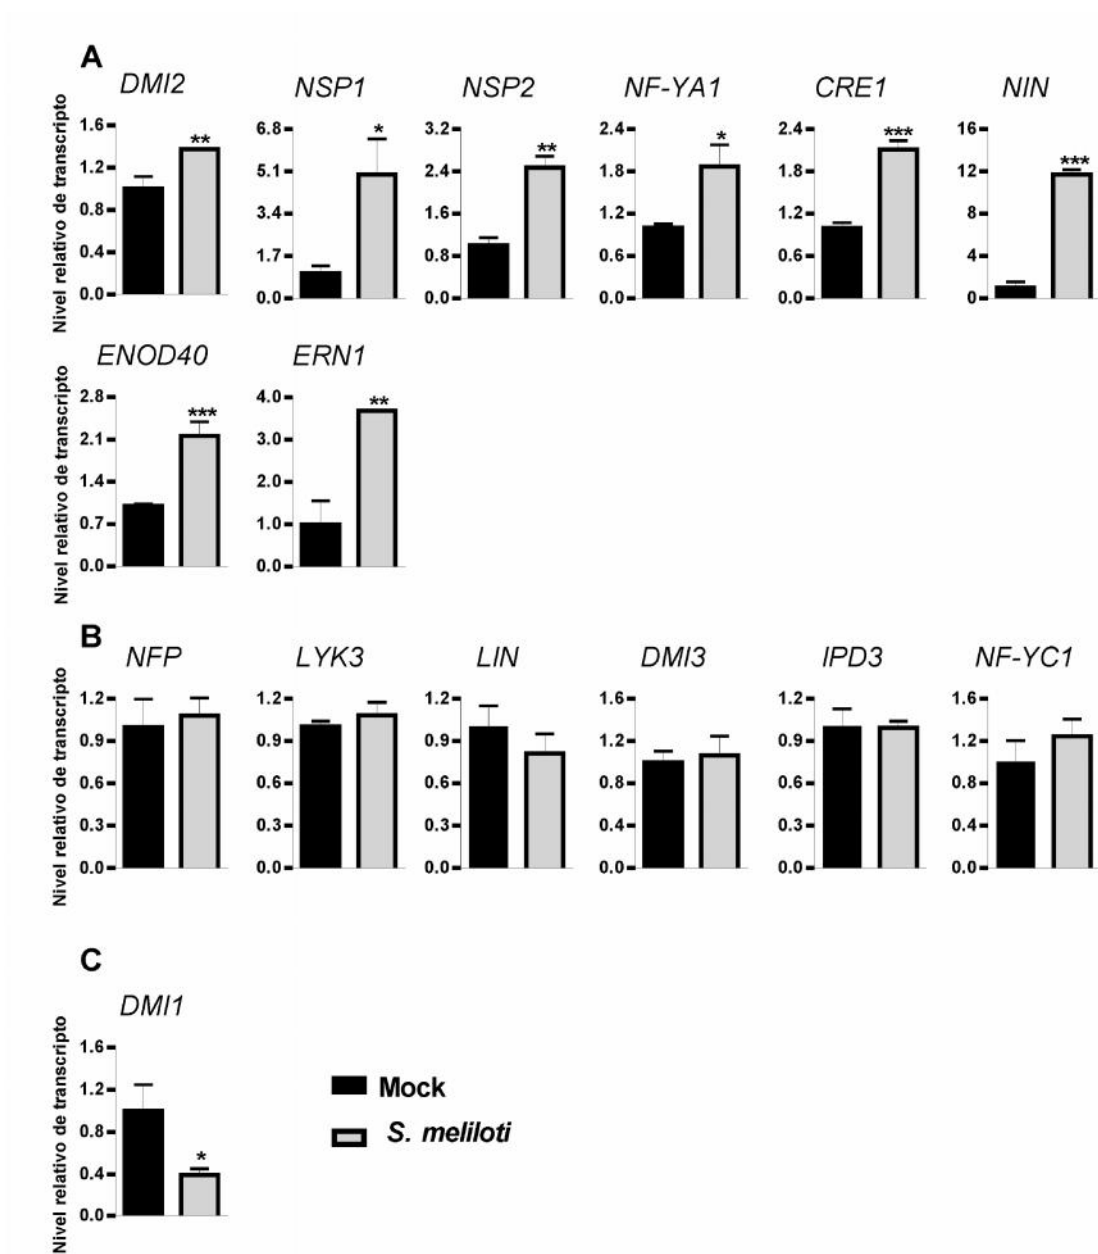 A
DMI2 NSP1 NSP2 NF-YA1 CRE1 NIN
Nivel relativo de transcripto
1.6 1.2 0.8 0.4 0.0
**
6.8 5.1 3.4 1.7 0.0
*
3.2 2.4 1.6 0.8 0.0
**
2.4 1.8 1.2 0.6 0.0
*
2.4 1.8 1.2 0.6 0.0
***
16 12 8 4 0
***
ENOD40 ERN1
Nivel relativo de transcripto
2.8 2.1 1.4 0.7 0.0
***
4.0 3.0 2.0 1.0 0.0
**
B
NFP LYK3 LIN DMI3 IPD3 NF-YC1
Nivel relativo de transcripto
1.2 0.9 0.6 0.3 0.0
1.2 0.9 0.6 0.3 0.0
1.2 0.9 0.6 0.3 0.0
1.6 1.2 0.8 0.4 0.0
1.2 0.9 0.6 0.3 0.0
1.6 1.2 0.8 0.4 0.0
C
DMI1
Nivel relativo de transcripto
1.6 1.2 0.8 0.4 0.0
*
Mock
S. meliloti